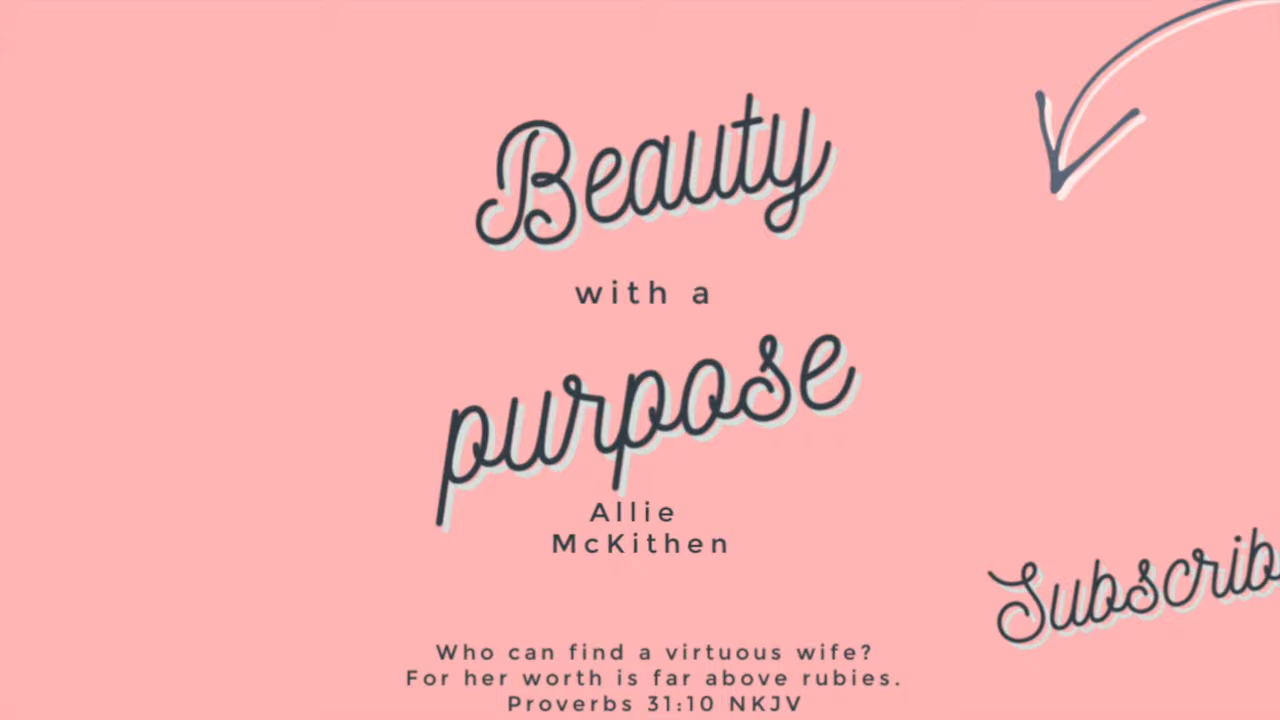 Beauty
with a
purpose
Allie
McKithen
Subscrib
Who can find a virtuous wife?
For her worth is far above rubies.
Proverbs 31:10 NKJV